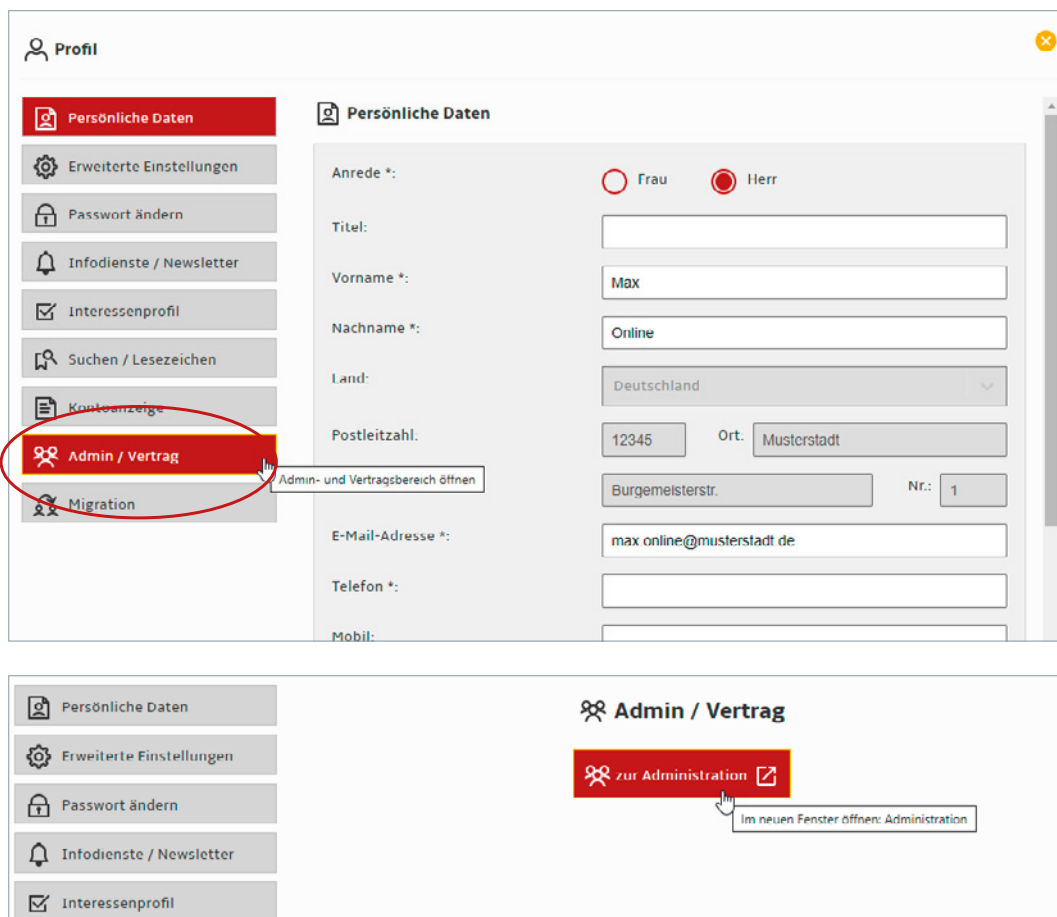 Profil
Persönliche Daten
Erweiterte Einstellungen
Passwort ändern
Infodienste / Newsletter
Interessenprofil
Suchen / Lesezeichen
Kontoanzeige
Admin / Vertrag
Admin- und Vertragsbereich öffnen
Migration
Persönliche Daten
Anrede *: Frau Herr
Titel:
Vorname *: Max
Nachname *: Online
Land: Deutschland
Postleitzahl: 12345 Ort: Musterstadt
Burgemeisterstr. Nr.: 1
E-Mail-Adresse *: max.online@musterstadt.de
Telefon *:
Mobil:
Persönliche Daten
Erweiterte Einstellungen
Passwort ändern
Infodienste / Newsletter
Interessenprofil
Admin / Vertrag
zur Administration
Im neuen Fenster öffnen: Administration